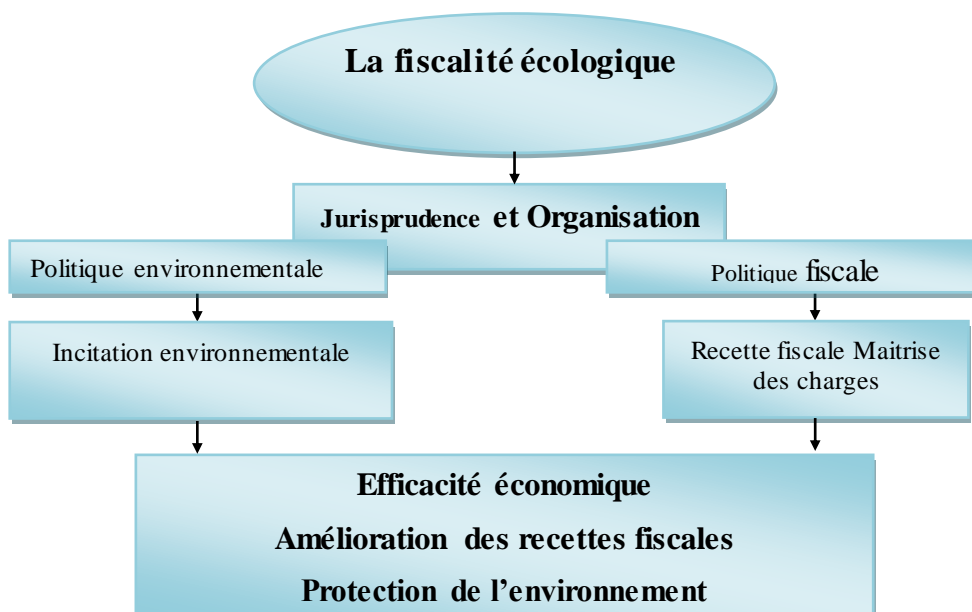 La fiscalité écologique
Jurisprudence et Organisation
Politique environnementale
Politique fiscale
Incitation environnementale
Recette fiscale Maitrise
des charges
Efficacité économique
Amélioration des recettes fiscales
Protection de l’environnement